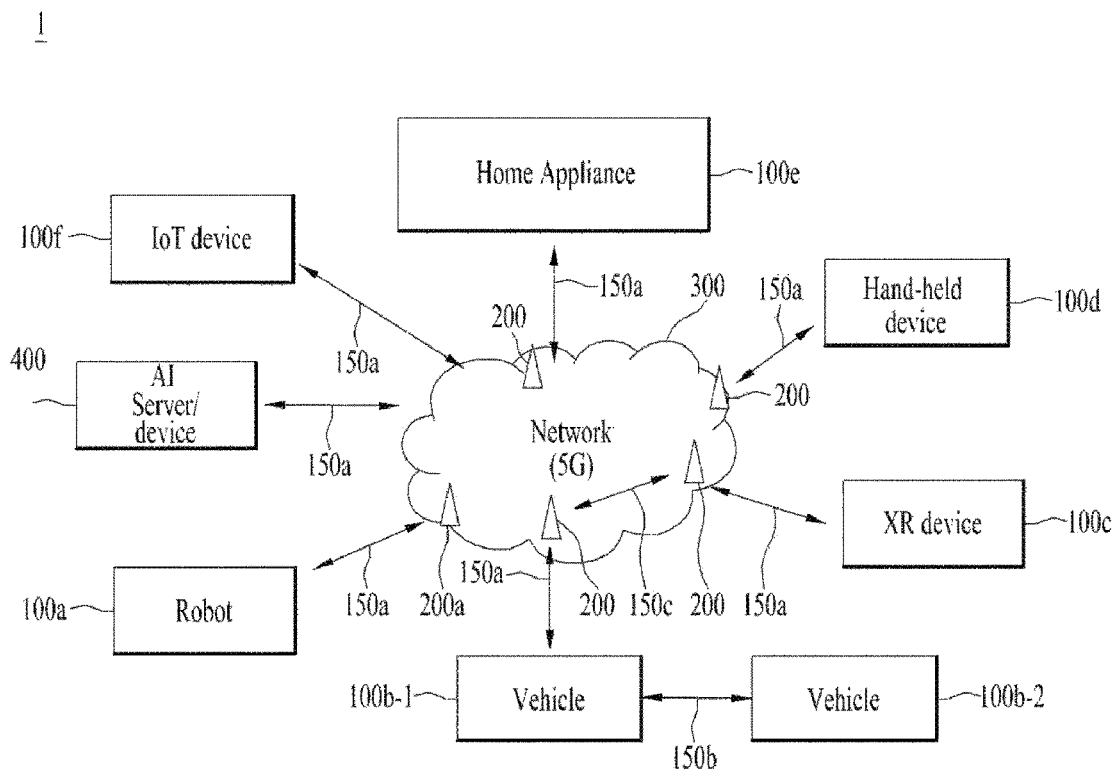 1
Home Appliance
100e
IoT device
100f
150a
300
150a
Hand-held
device
100d
200
150a
400
AI
Server/
device
200
Network
(5G)
150a
XR device
100c
150a
150a
200a
200
150c
200
150a
100a
Robot
100b-1
Vehicle
Vehicle
100b-2
150b